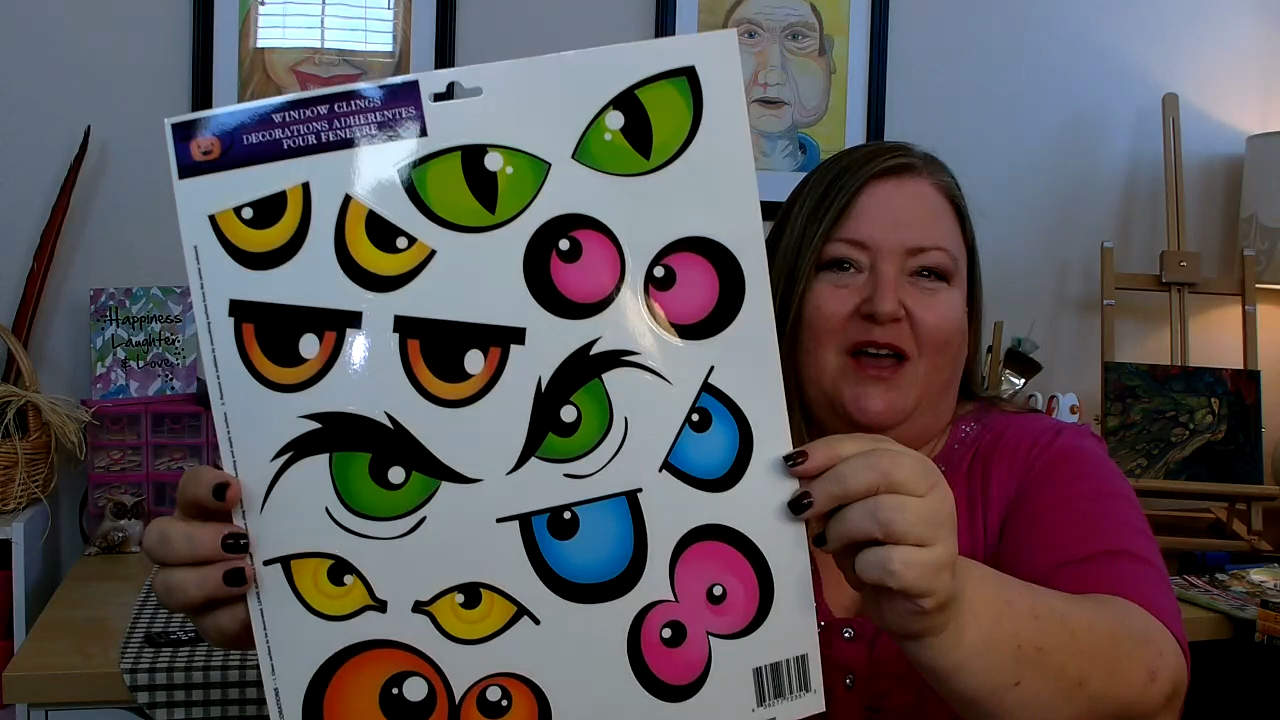 WINDOW CLINGS
DECORATIONS ADHERENTES
POUR FENETRE
Happiness
Laughter
& Love